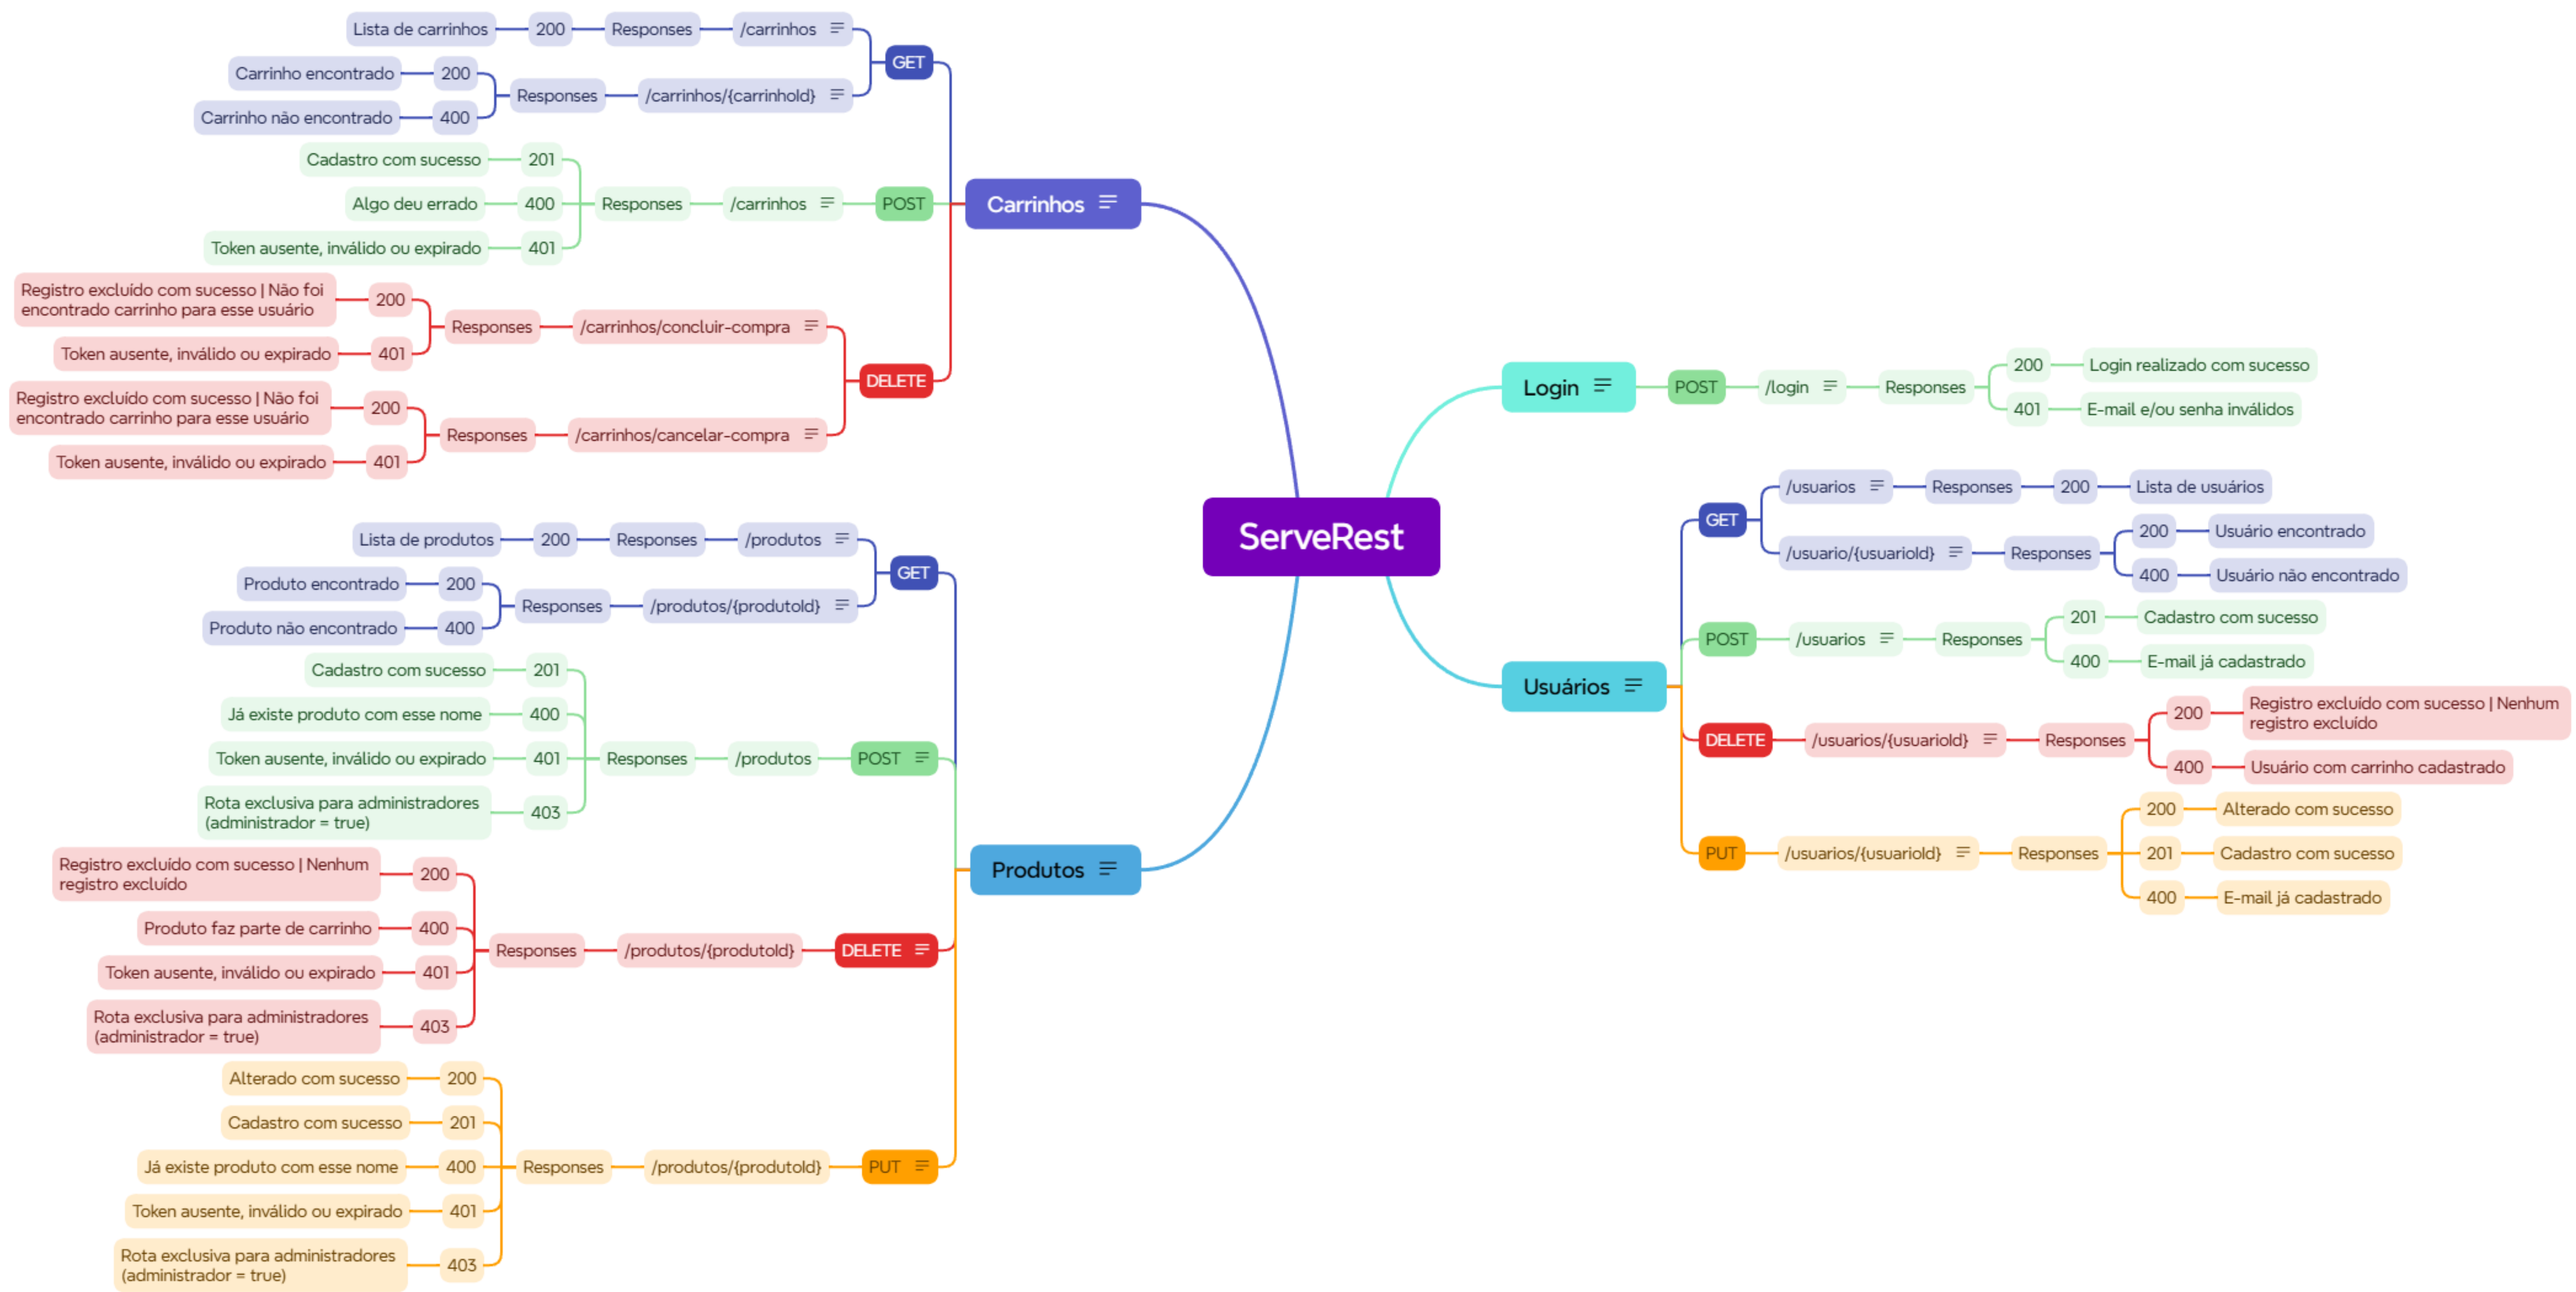 ServeRest
Carrinhos
GET
/carrinhos
Responses
200
Lista de carrinhos
/carrinhos/{carrinhoId}
Responses
200
Carrinho encontrado
400
Carrinho não encontrado
POST
/carrinhos
Responses
201
Cadastro com sucesso
400
Algo deu errado
401
Token ausente, inválido ou expirado
DELETE
/carrinhos/concluir-compra
Responses
200
Registro excluído com sucesso | Não foi
encontrado carrinho para esse usuário
401
Token ausente, inválido ou expirado
/carrinhos/cancelar-compra
Responses
200
Registro excluído com sucesso | Não foi
encontrado carrinho para esse usuário
401
Token ausente, inválido ou expirado
Produtos
GET
/produtos
Responses
200
Lista de produtos
/produtos/{produtoId}
Responses
200
Produto encontrado
400
Produto não encontrado
POST
/produtos
Responses
201
Cadastro com sucesso
400
Já existe produto com esse nome
401
Token ausente, inválido ou expirado
403
Rota exclusiva para administradores
(administrador = true)
DELETE
/produtos/{produtoId}
Responses
200
Registro excluído com sucesso | Nenhum
registro excluído
400
Produto faz parte de carrinho
401
Token ausente, inválido ou expirado
403
Rota exclusiva para administradores
(administrador = true)
PUT
/produtos/{produtoId}
Responses
200
Alterado com sucesso
201
Cadastro com sucesso
400
Já existe produto com esse nome
401
Token ausente, inválido ou expirado
403
Rota exclusiva para administradores
(administrador = true)
Login
POST
/login
Responses
200
Login realizado com sucesso
401
E-mail e/ou senha inválidos
Usuários
GET
/usuarios
Responses
200
Lista de usuários
/usuario/{usuarioId}
Responses
200
Usuário encontrado
400
Usuário não encontrado
POST
/usuarios
Responses
201
Cadastro com sucesso
400
E-mail já cadastrado
DELETE
/usuarios/{usuarioId}
Responses
200
Registro excluído com sucesso | Nenhum
registro excluído
400
Usuário com carrinho cadastrado
PUT
/usuarios/{usuarioId}
Responses
200
Alterado com sucesso
201
Cadastro com sucesso
400
E-mail já cadastrado